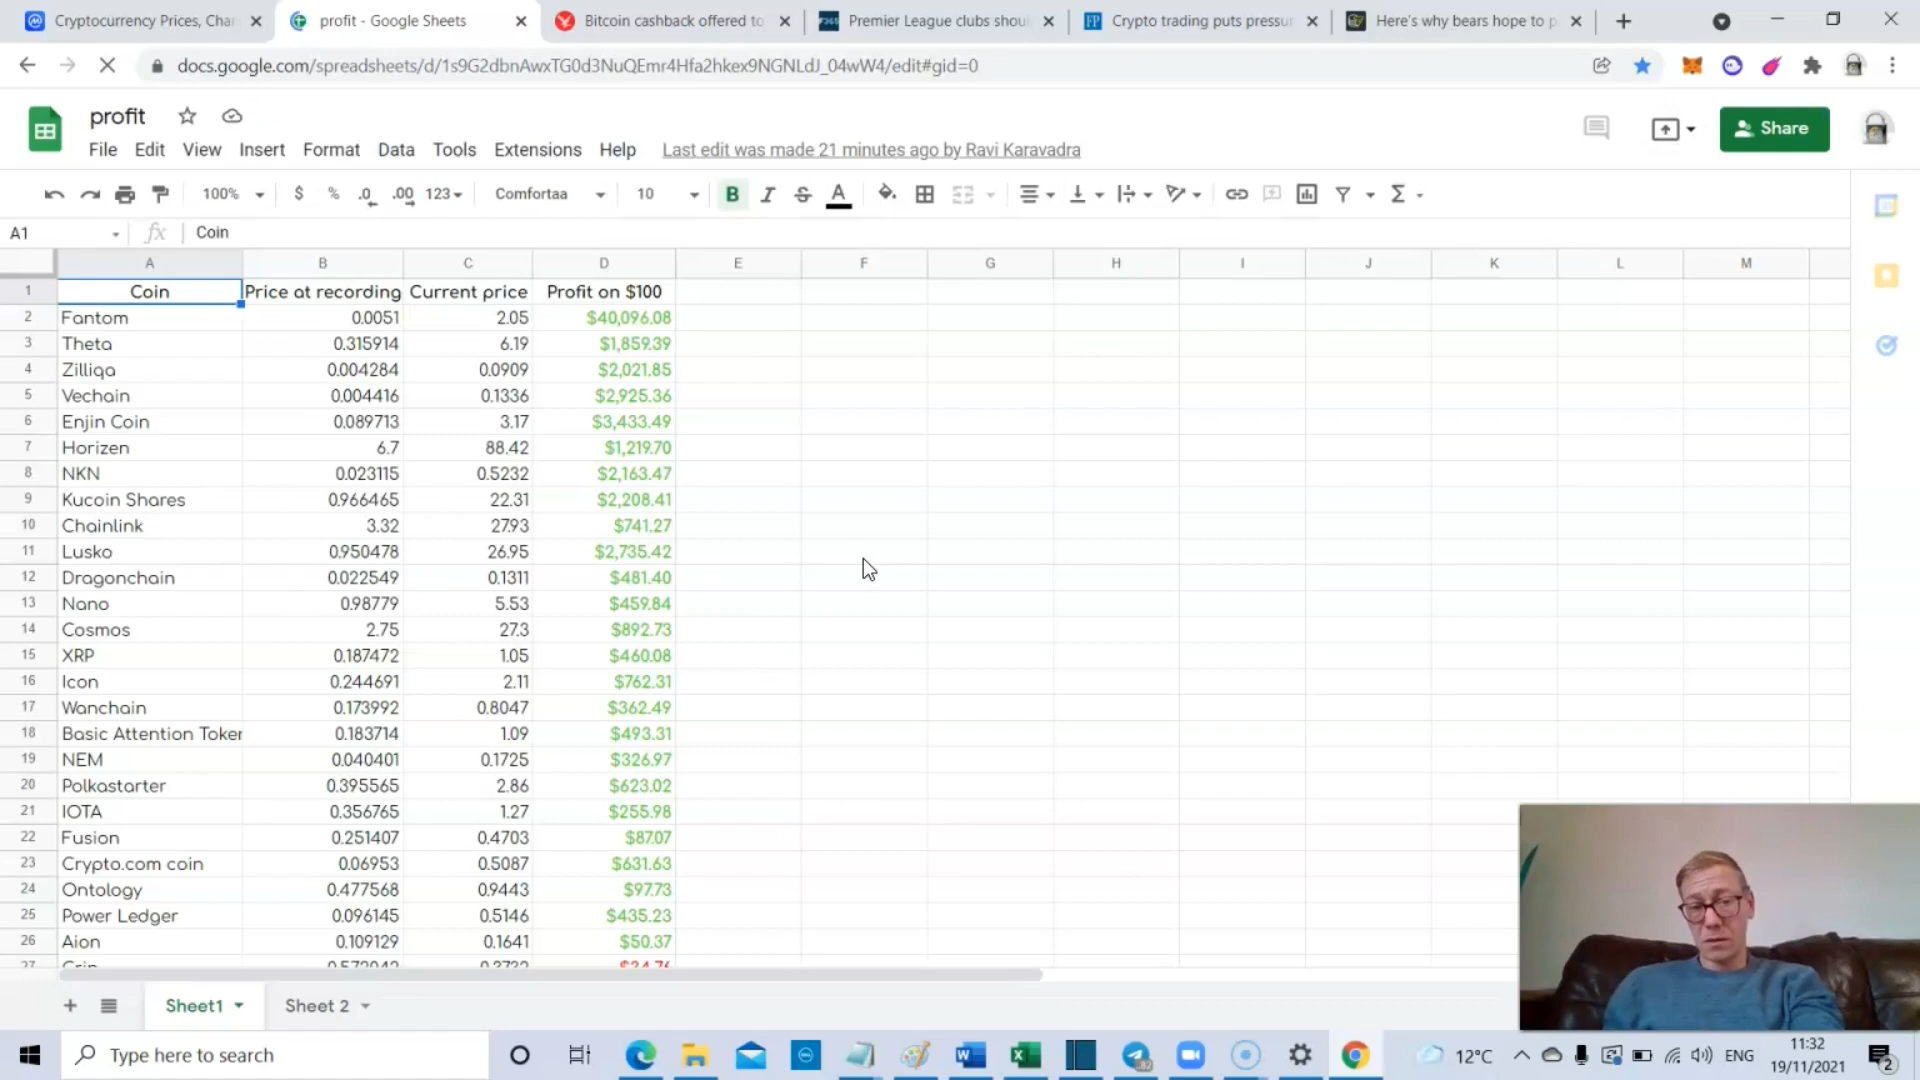 Cryptocurrency Prices, Char
profit - Google Sheets
Bitcoin cashback offered to
Premier League clubs shou
Crypto trading puts pressur
Here's why bears hope to p
docs.google.com/spreadsheets/d/1s9G2dbnAwxTG0d3NuQEmr4Hfa2hkex9NGNLdJ_04wW4/edit#gid=0
profit
Share
File Edit View Insert Format Data Tools Extensions Help Last edit was made 21 minutes ago by Ravi Karavadra
100% $ % .0 .00 123 Comfortaa 10 B I S A Σ
A1 fx Coin
A B C D E F G H I J K L M
1 Coin Price at recording Current price Profit on $100
2 Fantom 0.0051 2.05 $40,096.08
3 Theta 0.315914 6.19 $1,859.39
4 Zilliqa 0.004284 0.0909 $2,021.85
5 Vechain 0.004416 0.1336 $2,925.36
6 Enjin Coin 0.089713 3.17 $3,433.49
7 Horizen 6.7 88.42 $1,219.70
8 NKN 0.023115 0.5232 $2,163.47
9 Kucoin Shares 0.966465 22.31 $2,208.41
10 Chainlink 3.32 27.93 $741.27
11 Lusko 0.950478 26.95 $2,735.42
12 Dragonchain 0.022549 0.1311 $481.40
13 Nano 0.98779 5.53 $459.84
14 Cosmos 2.75 27.3 $892.73
15 XRP 0.187472 1.05 $460.08
16 Icon 0.244691 2.11 $762.31
17 Wanchain 0.173992 0.8047 $362.49
18 Basic Attention Toker 0.183714 1.09 $493.31
19 NEM 0.040401 0.1725 $326.97
20 Polkastarter 0.395565 2.86 $623.02
21 IOTA 0.356765 1.27 $255.98
22 Fusion 0.251407 0.4703 $87.07
23 Crypto.com coin 0.06953 0.5087 $631.63
24 Ontology 0.477568 0.9443 $97.73
25 Power Ledger 0.096145 0.5146 $435.23
26 Aion 0.109129 0.1641 $50.37
27
Sheet1 Sheet 2
Type here to search
12°C
ENG
11:32
19/11/2021
2